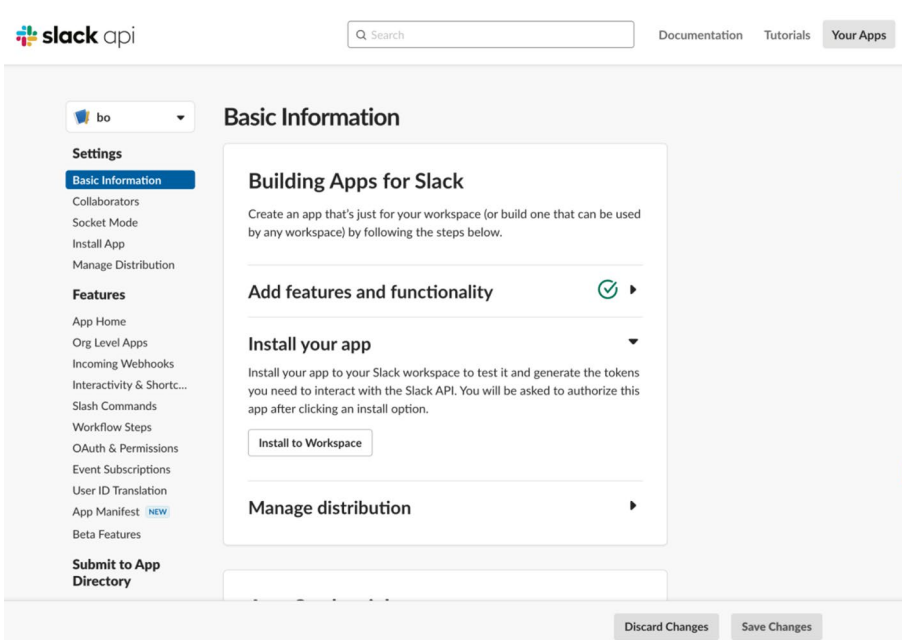 slack api
Search
Documentation
Tutorials
Your Apps
bo
Settings
Basic Information
Collaborators
Socket Mode
Install App
Manage Distribution
Features
App Home
Org Level Apps
Incoming Webhooks
Interactivity & Shortc...
Slash Commands
Workflow Steps
OAuth & Permissions
Event Subscriptions
User ID Translation
App Manifest NEW
Beta Features
Submit to App
Directory
Basic Information
Building Apps for Slack
Create an app that's just for your workspace (or build one that can be used
by any workspace) by following the steps below.
Add features and functionality
Install your app
Install your app to your Slack workspace to test it and generate the tokens
you need to interact with the Slack API. You will be asked to authorize this
app after clicking an install option.
Install to Workspace
Manage distribution
Discard Changes
Save Changes